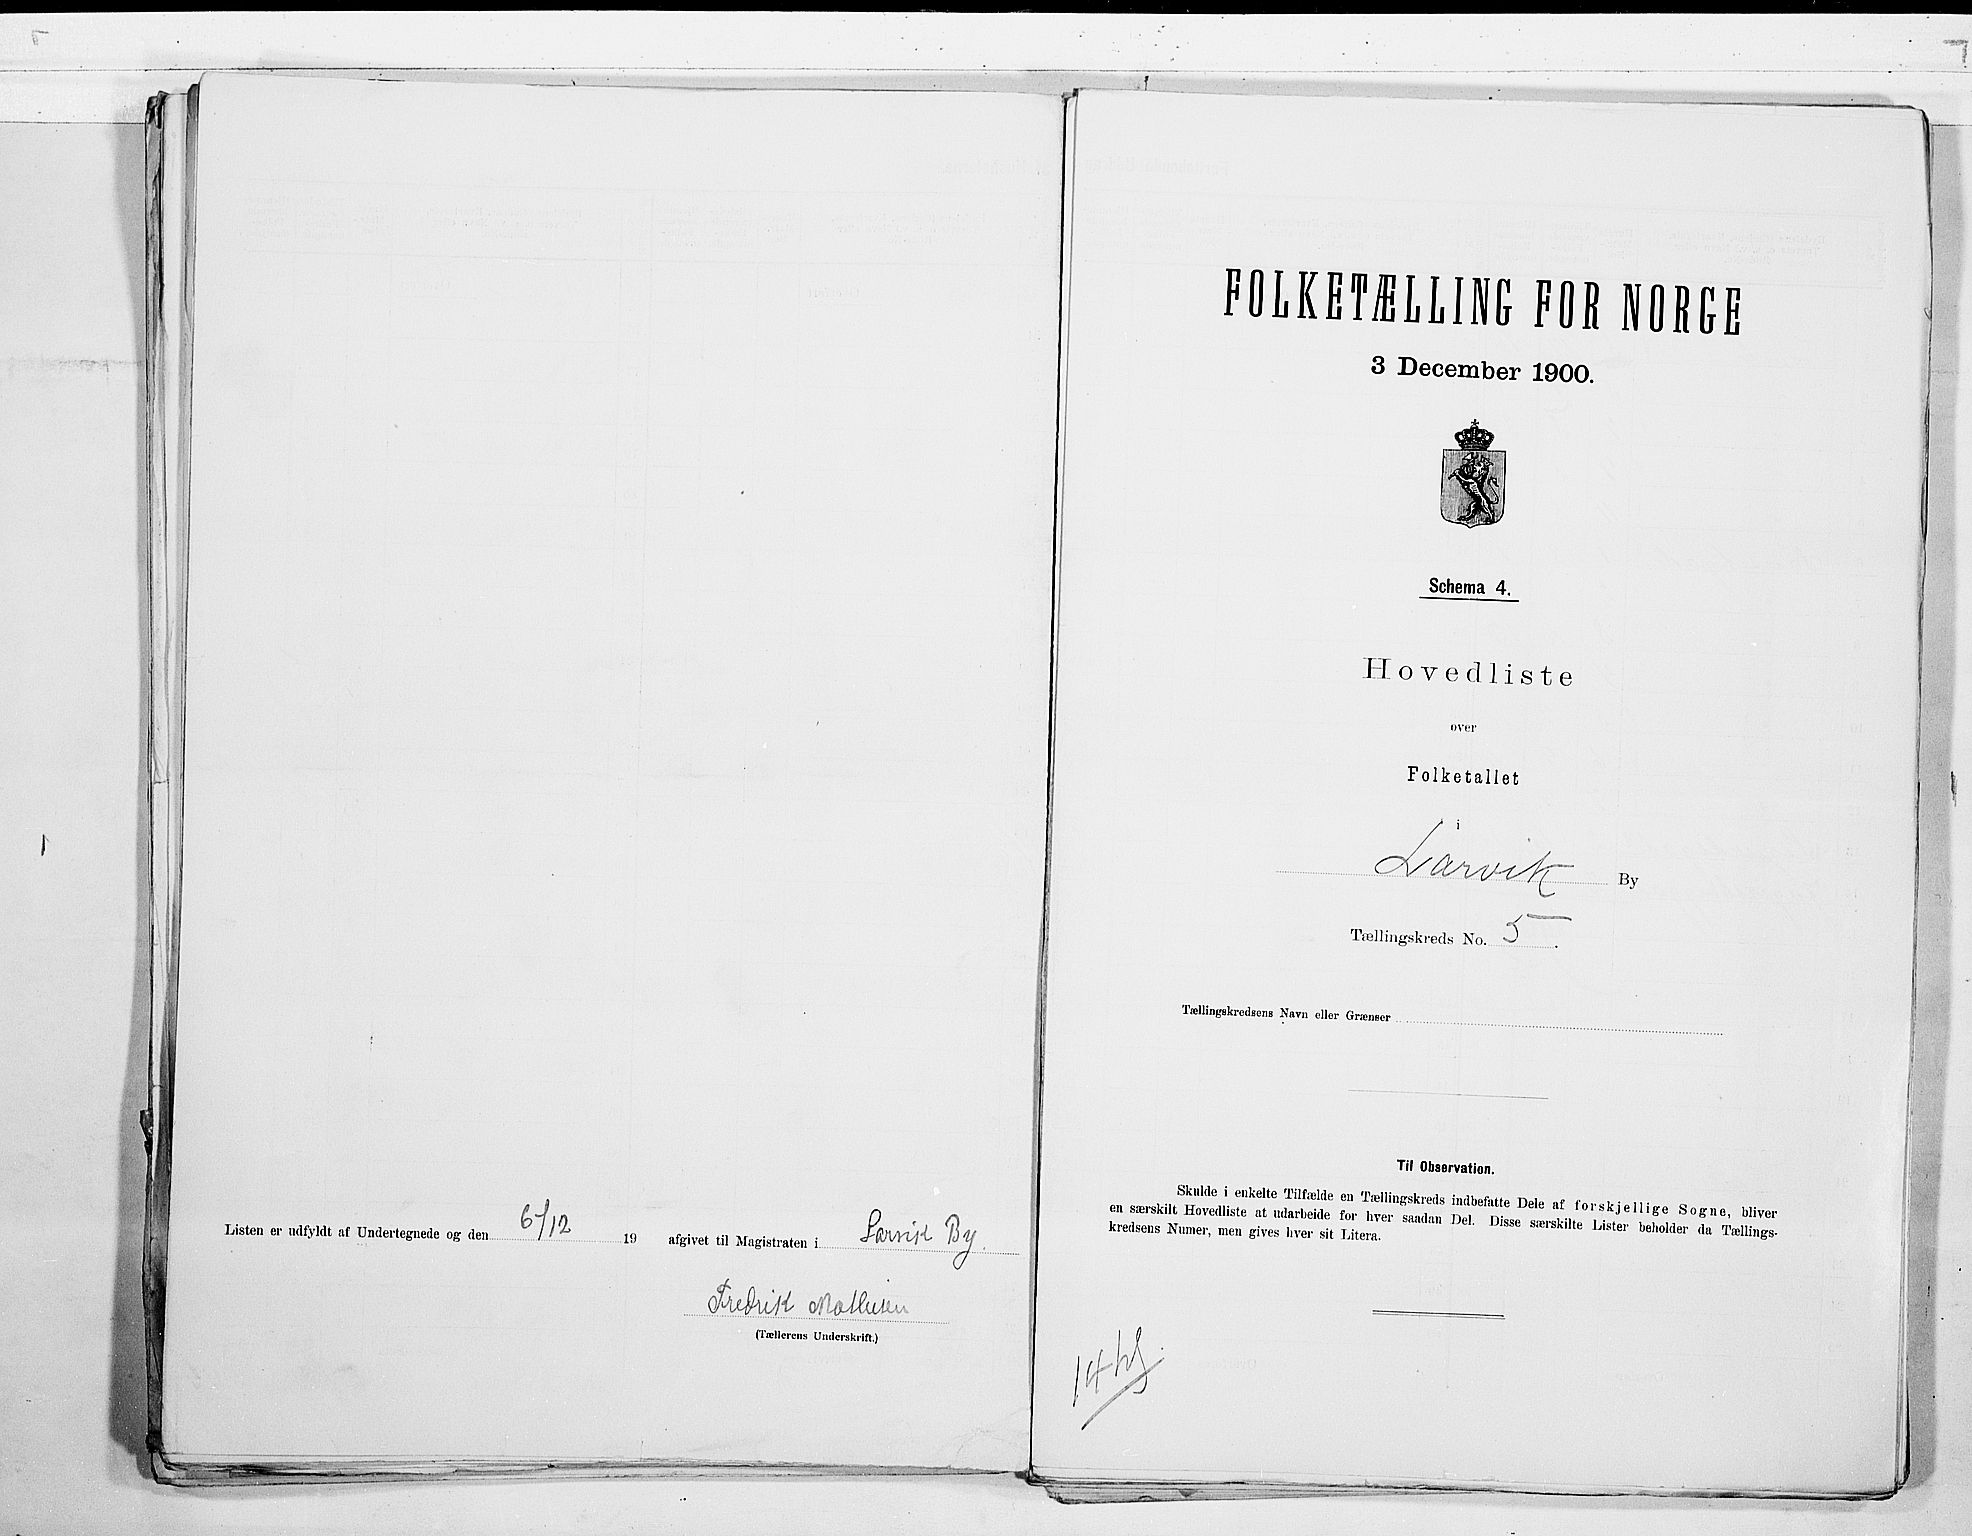 Listen er udfyldt af Undertegnede og den 6/12 19 afgivet til Magistraten i Larvik By.
Fredrik Mathisen
(Tællerens Underskrift.)
FOLKETÆLLING FOR NORGE
3 December 1900.
Schema 4.
Hovedliste
over
Folketallet
i
Larvik By
Tællingskreds No. 5.
Tællingskredsens Navn eller Grænser
Til Observation.
Skulde i enkelte Tilfælde en Tællingskreds indbefatte Dele af forskjellige Sogne, bliver
en særskilt Hovedliste at udarbeide for hver saadan Del. Disse særskilte Lister beholder da Tællings-
kredsens Numer, men gives hver sit Litera.
14